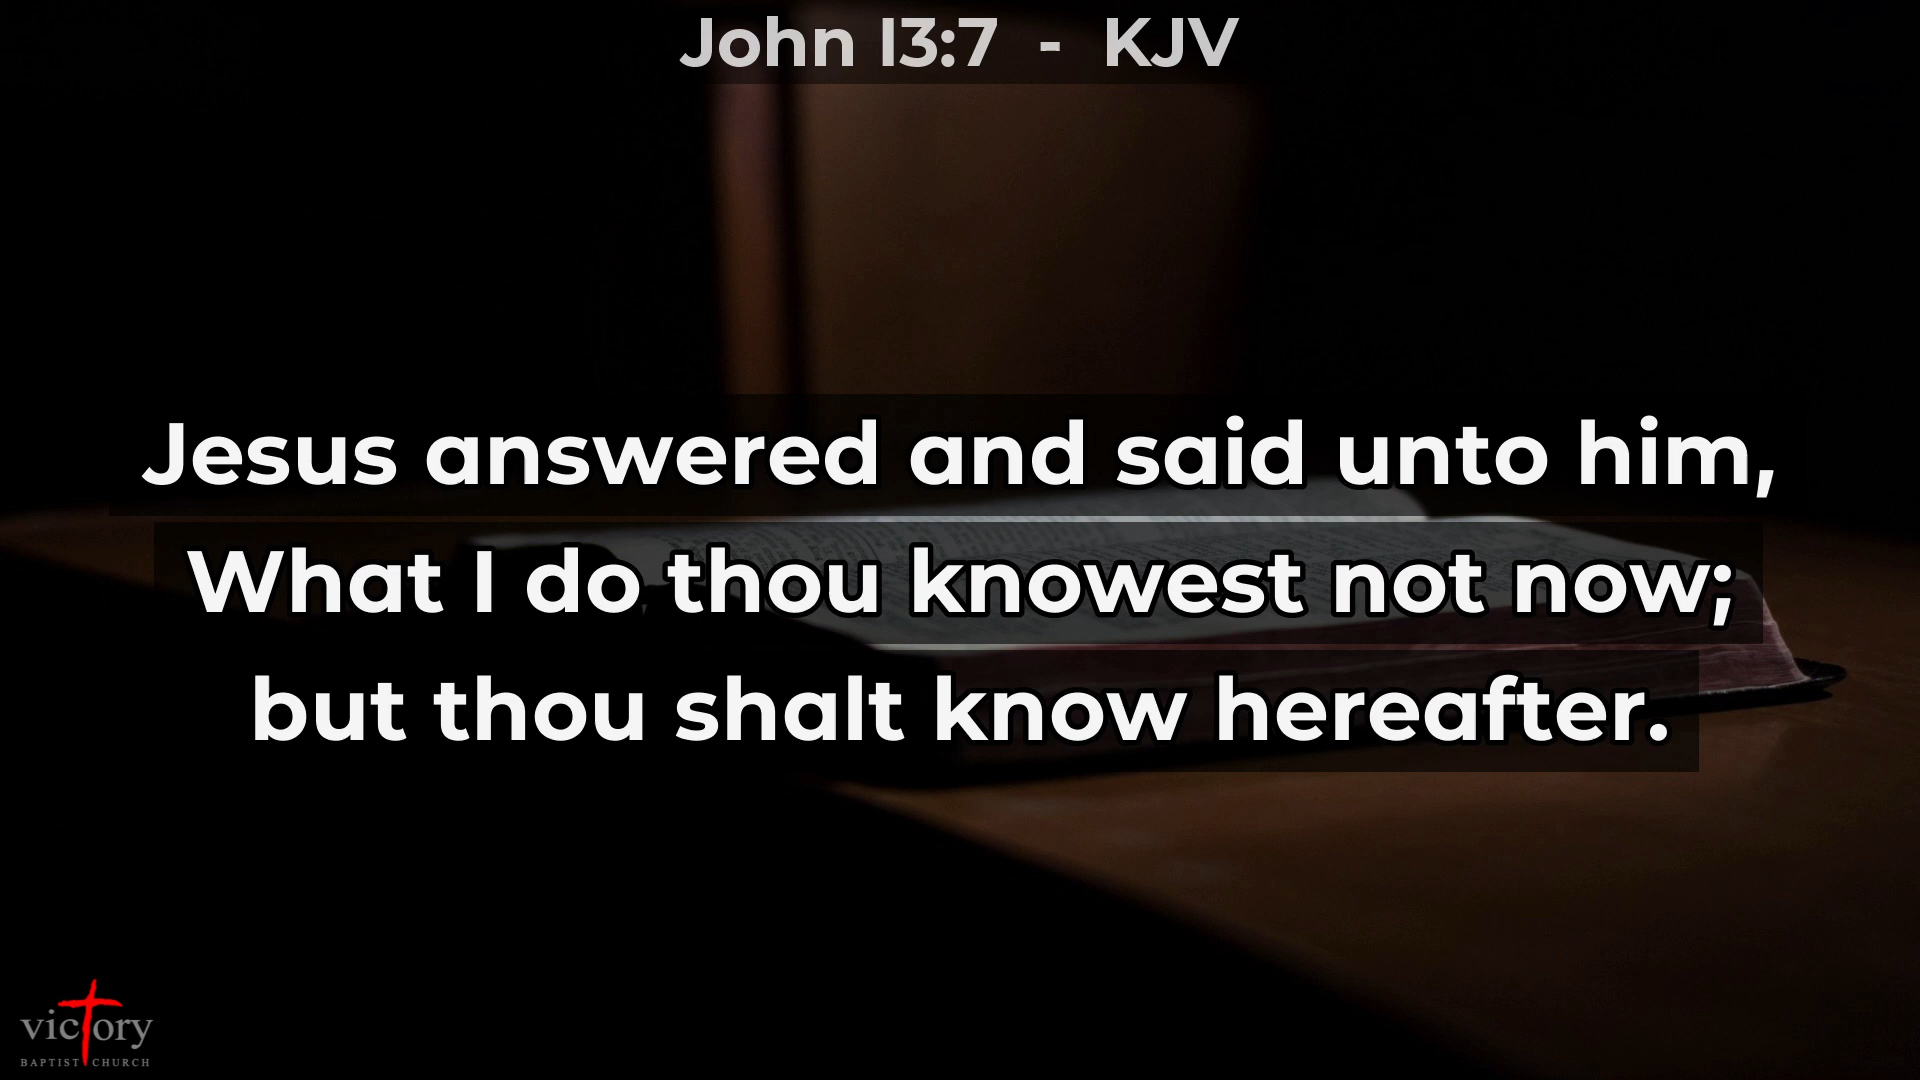 John 13:7 - KJV
Jesus answered and said unto him,
What I do thou knowest not now;
but thou shalt know hereafter.
victory
BAPTIST CHURCH